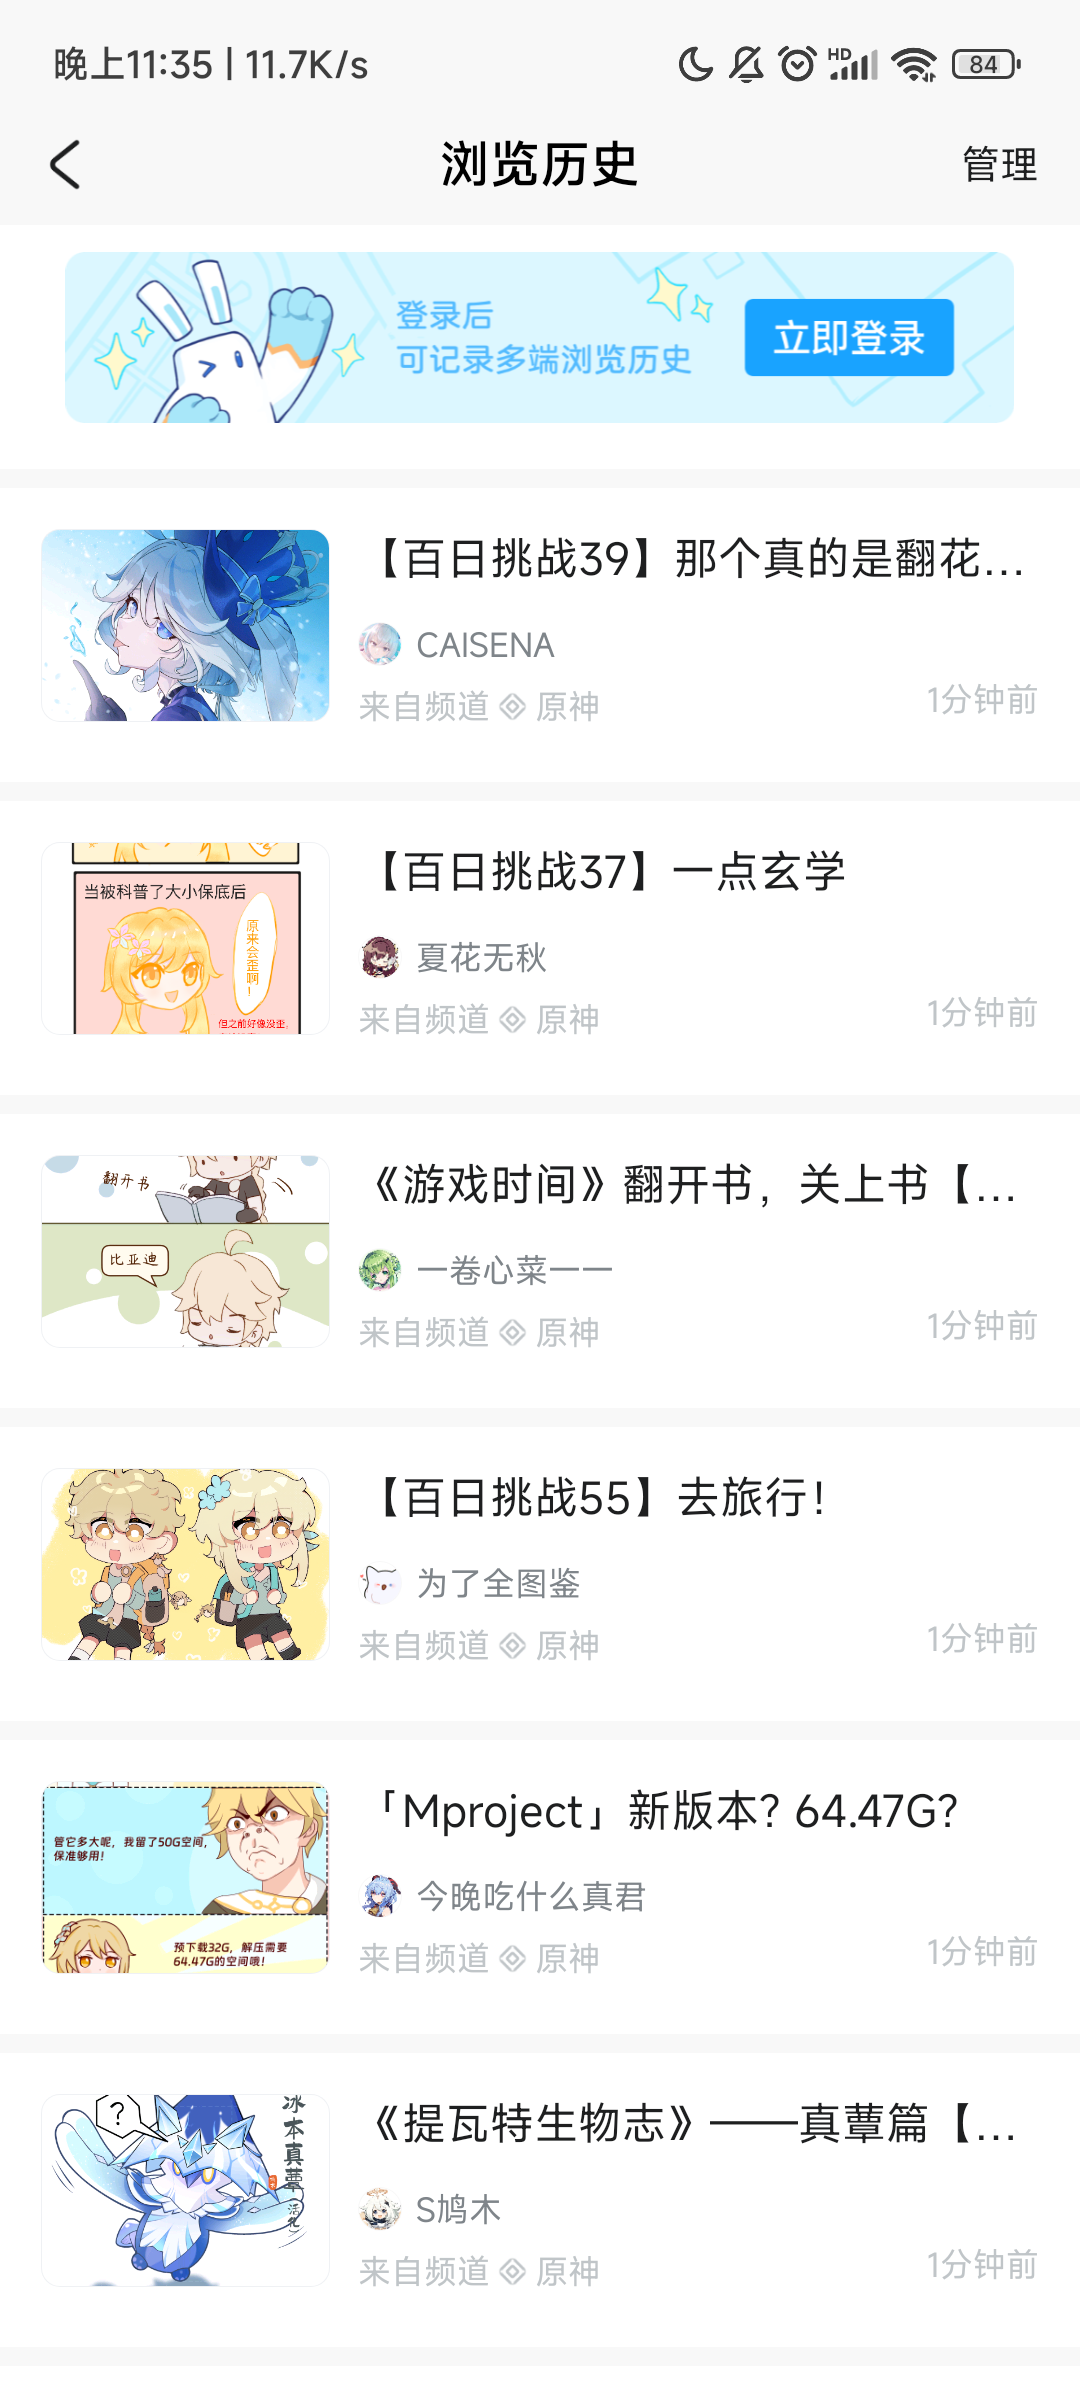 晚上11:35 | 11.7K/s
HD
84
浏览历史
管理
登录后
可记录多端浏览历史
立即登录
【百日挑战39】那个真的是翻花...
CAISENA
来自频道 原神
1分钟前
当被科普了大小保底后
原来会歪啊！
但之前好像没歪，
【百日挑战37】一点玄学
夏花无秋
来自频道 原神
1分钟前
翻开书
比亚迪
《游戏时间》翻开书，关上书【...
一卷心菜一一
来自频道 原神
1分钟前
【百日挑战55】去旅行！
为了全图鉴
来自频道 原神
1分钟前
管它多大呢，我留了50G空间，
保准够用！
预下载32G，解压需要
64.47G的空间哦！
「Mproject」新版本？64.47G？
今晚吃什么真君
来自频道 原神
1分钟前
?
冰本真蕈
《提瓦特生物志》——真蕈篇【...
S鸠木
来自频道 原神
1分钟前